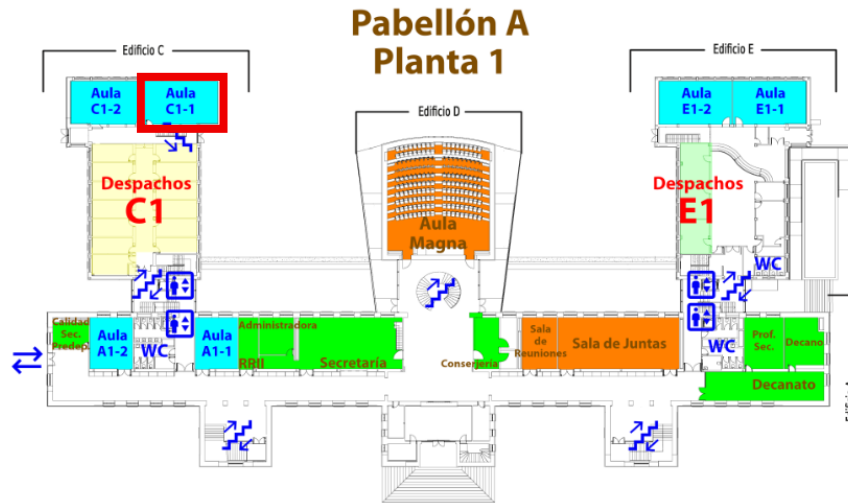 Pabellón A
Planta 1
Edificio C
Edificio E
Aula
C1-2
Aula
C1-1
Edificio D
Aula
E1-2
Aula
E1-1
Despachos
C1
Aula
Magna
Despachos
E1
WC
Calidad
Sec.
Predep
Aula
A1-2
WC
Aula
A1-1
Administradora
RRII
Secretaría
Conserjería
Sala
de
Reuniones
Sala de Juntas
WC
Prof.
Sec.
Decano
Decanato
Edificio A